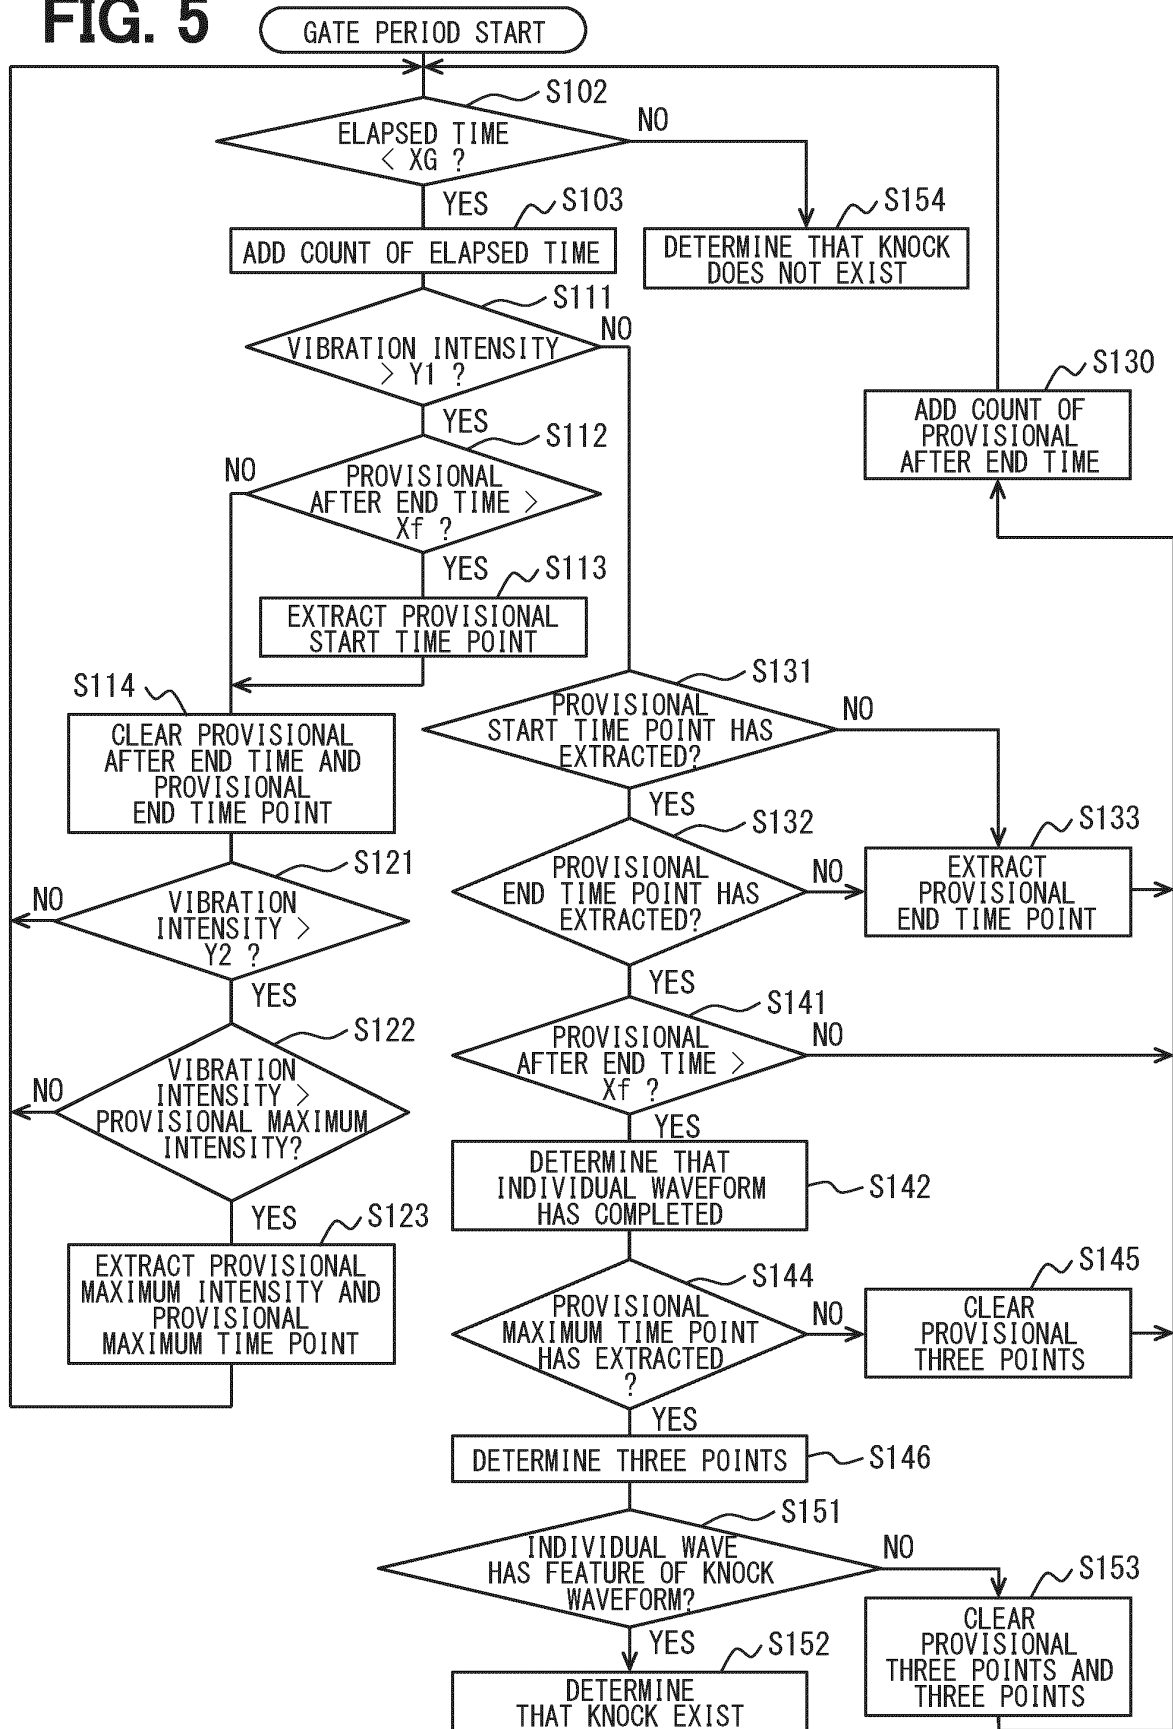 FIG. 5
GATE PERIOD START
S102
ELAPSED TIME
< XG ?
NO
YES
S103
ADD COUNT OF ELAPSED TIME
S154
DETERMINE THAT KNOCK
DOES NOT EXIST
S111
VIBRATION INTENSITY
> Y1 ?
NO
YES
S130
ADD COUNT OF
PROVISIONAL
AFTER END TIME
S112
PROVISIONAL
AFTER END TIME >
Xf ?
NO
YES
S113
EXTRACT PROVISIONAL
START TIME POINT
S114
CLEAR PROVISIONAL
AFTER END TIME AND
PROVISIONAL
END TIME POINT
S121
VIBRATION
INTENSITY >
Y2 ?
NO
YES
S122
VIBRATION
INTENSITY >
PROVISIONAL MAXIMUM
INTENSITY?
NO
YES
S123
EXTRACT PROVISIONAL
MAXIMUM INTENSITY AND
PROVISIONAL
MAXIMUM TIME POINT
S131
PROVISIONAL
START TIME POINT HAS
EXTRACTED?
NO
YES
S132
PROVISIONAL
END TIME POINT HAS
EXTRACTED?
NO
YES
S133
EXTRACT
PROVISIONAL
END TIME POINT
S141
PROVISIONAL
AFTER END TIME >
Xf ?
NO
YES
DETERMINE THAT
INDIVIDUAL WAVEFORM
HAS COMPLETED
S142
S144
PROVISIONAL
MAXIMUM TIME POINT
HAS EXTRACTED
?
NO
YES
S145
CLEAR
PROVISIONAL
THREE POINTS
DETERMINE THREE POINTS
S146
S151
INDIVIDUAL WAVE
HAS FEATURE OF KNOCK
WAVEFORM?
NO
YES
S153
CLEAR
PROVISIONAL
THREE POINTS AND
THREE POINTS
S152
DETERMINE
THAT KNOCK EXIST